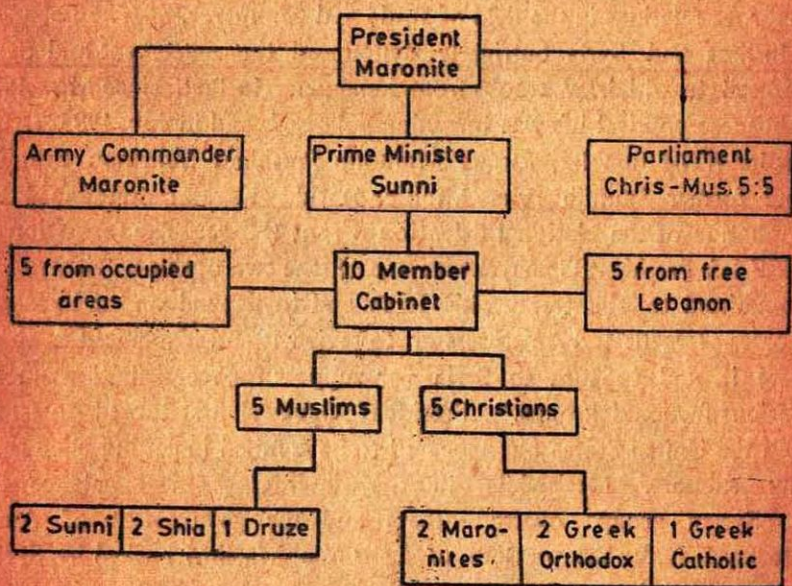 President
Maronite
Army Commander
Maronite
Prime Minister
Sunni
Parliament
Chris-Mus. 5:5
5 from occupied
areas
10 Member
Cabinet
5 from free
Lebanon
5 Muslims
5 Christians
2 Sunni
2 Shia
1 Druze
2 Maro-
nites.
2 Greek
Orthodox
1 Greek
Catholic